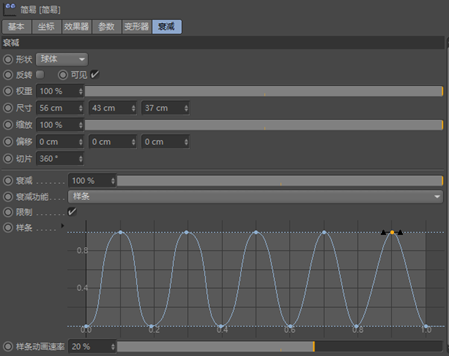 简易 [简易]
基本 坐标 效果器 参数 变形器 衰减
衰减
形状 球体
反转 可见
权重 100 %
尺寸 56 cm 43 cm 37 cm
缩放 100 %
偏移 0 cm 0 cm 0 cm
切片 360 °
衰减 . . . . . . . 100 %
衰减功能 . . . 样条
限制 . . . . . . .
样条 . . . . .
0.8
0.4
0.0 0.2 0.4 0.6 0.8 1.0
样条动画速率 20 %